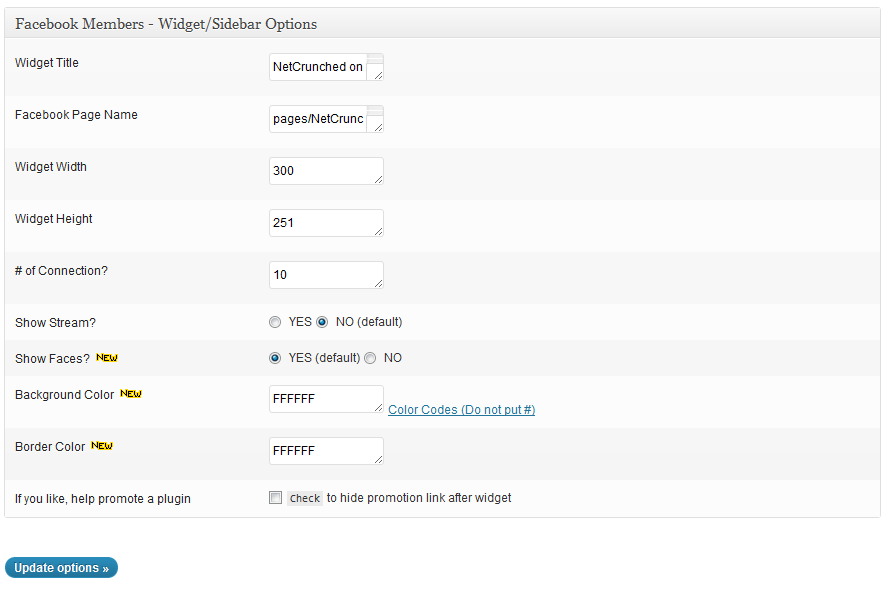 Facebook Members - Widget/Sidebar Options
Widget Title NetCrunched on
Facebook Page Name pages/NetCrunc
Widget Width 300
Widget Height 251
# of Connection? 10
Show Stream? YES NO (default)
Show Faces? NEW YES (default) NO
Background Color NEW FFFFFF Color Codes (Do not put #)
Border Color NEW FFFFFF
If you like, help promote a plugin Check to hide promotion link after widget
Update options »